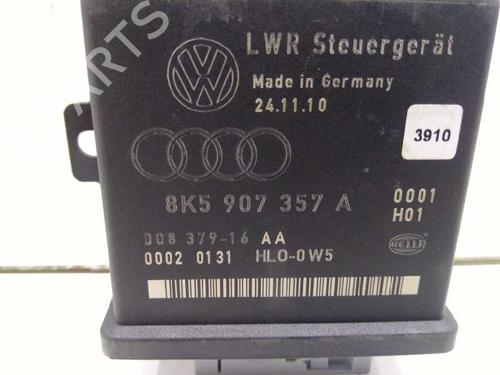 LWR Steuergerät
Made in Germany
24.11.10
3910
8K5 907 357 A
0001
H01
008 379-16 AA
0002 0131 HLO-0W5
HELLA
PARTS